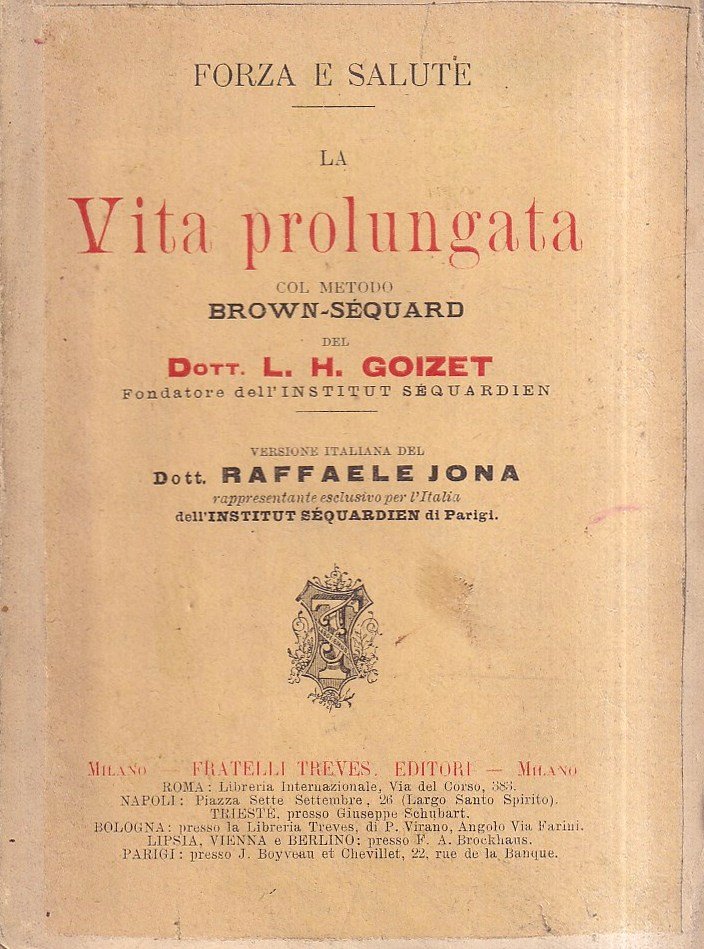 FORZA E SALUTE
LA
Vita prolungata
COL METODO
BROWN-SÉQUARD
DEL
DOTT. L. H. GOIZET
Fondatore dell'INSTITUT SÉQUARDIEN
VERSIONE ITALIANA DEL
Dott. RAFFAELE JONA
rappresentante esclusivo per l'Italia
dell'INSTITUT SÉQUARDIEN di Parigi.
MILANO — FRATELLI TREVES, EDITORI — MILANO
ROMA: Libreria Internazionale, Via del Corso, 383.
NAPOLI: Piazza Sette Settembre, 26 (Largo Santo Spirito).
TRIESTE, presso Giuseppe Schubart.
BOLOGNA: presso la Libreria Treves, di P. Virano, Angolo Via Farini.
LIPSIA, VIENNA e BERLINO: presso F. A. Brockhaus.
PARIGI: presso J. Boyveau et Chevillet, 22, rue de la Banque.